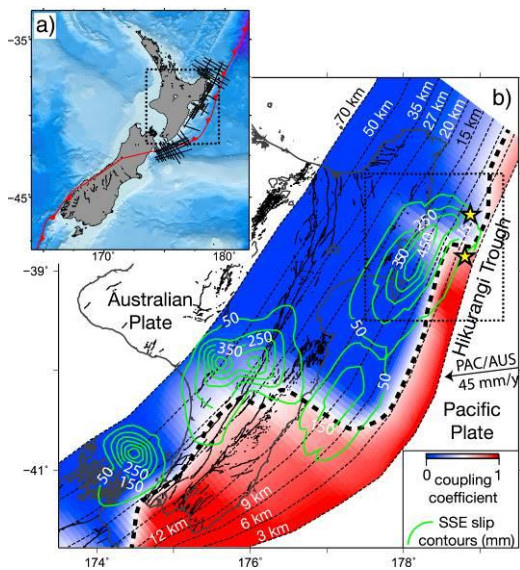 a)
−35
−45
170
180
b)
70 km
50 km
35 km
27 km
20 km
15 km
250
450
350
−39
Australian
Plate
50
250
350
150
50
Hikurangi Trough
PAC/AUS
45 mm/y
Pacific
Plate
−41
50
250
150
12 km
9 km
6 km
3 km
0
1
coupling
coefficient
SSE slip
contours (mm)
174
176
178